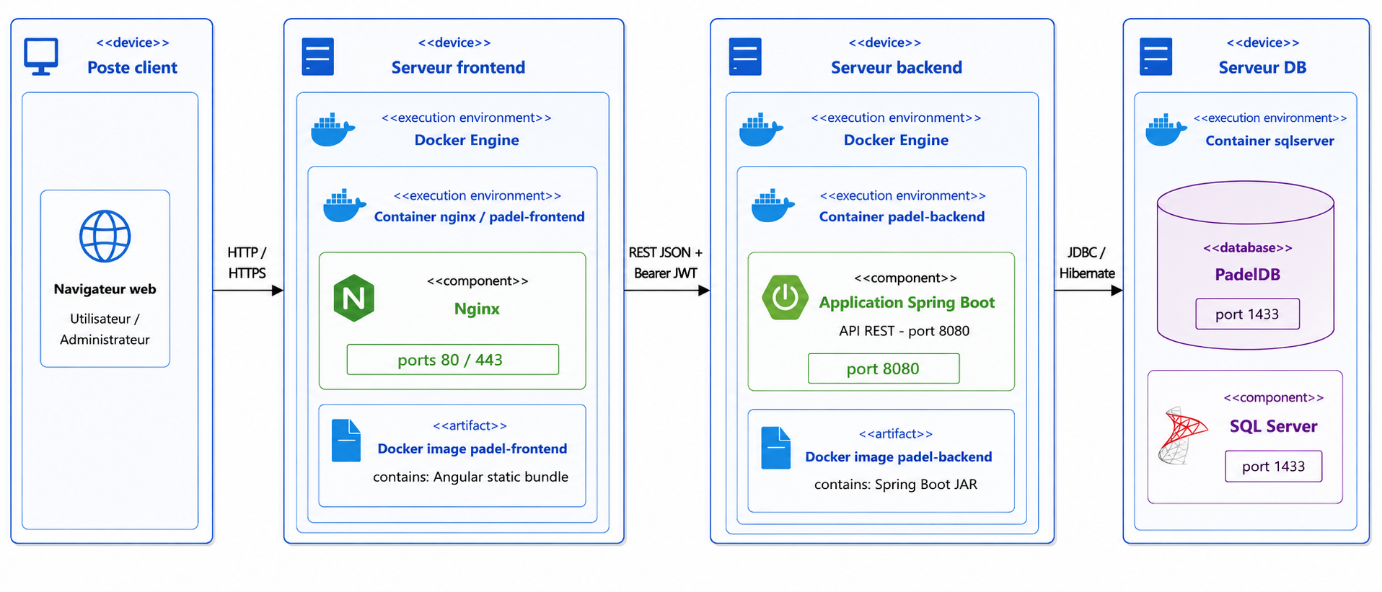 <<device>>
Poste client
Navigateur web
Utilisateur /
Administrateur
HTTP /
HTTPS
<<device>>
Serveur frontend
<<execution environment>>
Docker Engine
<<execution environment>>
Container nginx / padel-frontend
N
<<component>>
Nginx
ports 80 / 443
<<artifact>>
Docker image padel-frontend
contains: Angular static bundle
REST JSON +
Bearer JWT
<<device>>
Serveur backend
<<execution environment>>
Docker Engine
<<execution environment>>
Container padel-backend
<<component>>
Application Spring Boot
API REST - port 8080
port 8080
<<artifact>>
Docker image padel-backend
contains: Spring Boot JAR
JDBC /
Hibernate
<<device>>
Serveur DB
<<execution environment>>
Container sqlserver
<<database>>
PadelDB
port 1433
<<component>>
SQL Server
port 1433